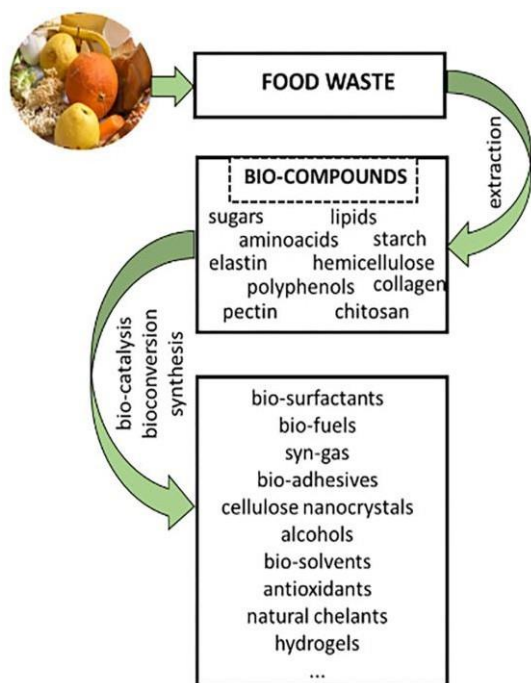 FOOD WASTE
extraction
BIO-COMPOUNDS
sugars lipids
aminoacids starch
elastin hemicellulose
polyphenols collagen
pectin chitosan
bio-catalysis
bioconversion
synthesis
bio-surfactants
bio-fuels
syn-gas
bio-adhesives
cellulose nanocrystals
alcohols
bio-solvents
antioxidants
natural chelants
hydrogels
...